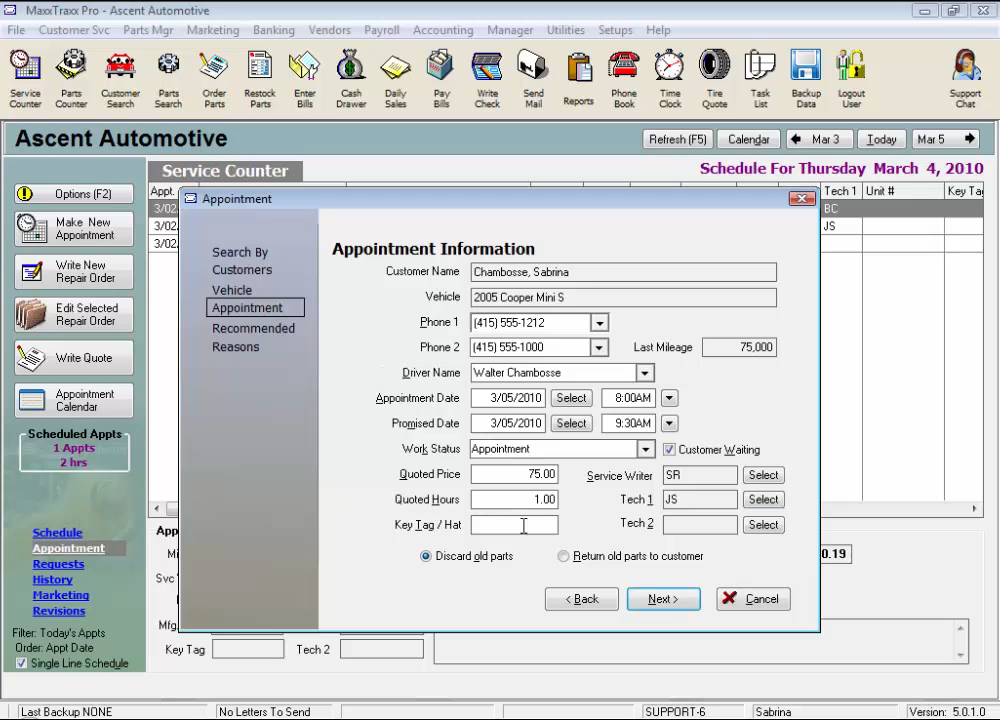 MaxxTraxx Pro - Ascent Automotive
File Customer Svc Parts Mgr Marketing Banking Vendors Payroll Accounting Manager Utilities Setups Help
Service Counter
Parts Counter
Customer Search
Parts Search
Order Parts
Restock Parts
Enter Bills
Cash Drawer
Daily Sales
Pay Bills
Write Check
Send Mail
Reports
Phone Book
Time Clock
Tire Quote
Task List
Backup Data
Logout User
Support Chat
Ascent Automotive
Refresh (F5) Calendar Mar 3 Today Mar 5
Service Counter
Schedule For Thursday March 4, 2010
Appt. Tech 1 Unit # Key Ta
3/02 BC
3/02 JS
3/02
Options (F2)
Make New
Appointment
Write New
Repair Order
Edit Selected
Repair Order
Write Quote
Appointment
Calendar
Scheduled Appts
1 Appts
2 hrs
Schedule
Appointment
Requests
History
Marketing
Revisions
Filter: Today's Appts
Order: Appt Date
Single Line Schedule
Appointment
Search By
Customers
Vehicle
Appointment
Recommended
Reasons
Appointment Information
Customer Name Chambosse, Sabrina
Vehicle 2005 Cooper Mini S
Phone 1 (415) 555-1212
Phone 2 (415) 555-1000 Last Mileage 75,000
Driver Name Walter Chambosse
Appointment Date 3/05/2010 Select 8:00AM
Promised Date 3/05/2010 Select 9:30AM
Work Status Appointment Customer Waiting
Quoted Price 75.00 Service Writer SR Select
Quoted Hours 1.00 Tech 1 JS Select
Key Tag / Hat Tech 2 Select
Discard old parts Return old parts to customer
< Back Next > Cancel
App
Mi
Svc
Mfg.
0.19
Key Tag Tech 2
Last Backup NONE No Letters To Send SUPPORT-6 Sabrina Version: 5.0.1.0